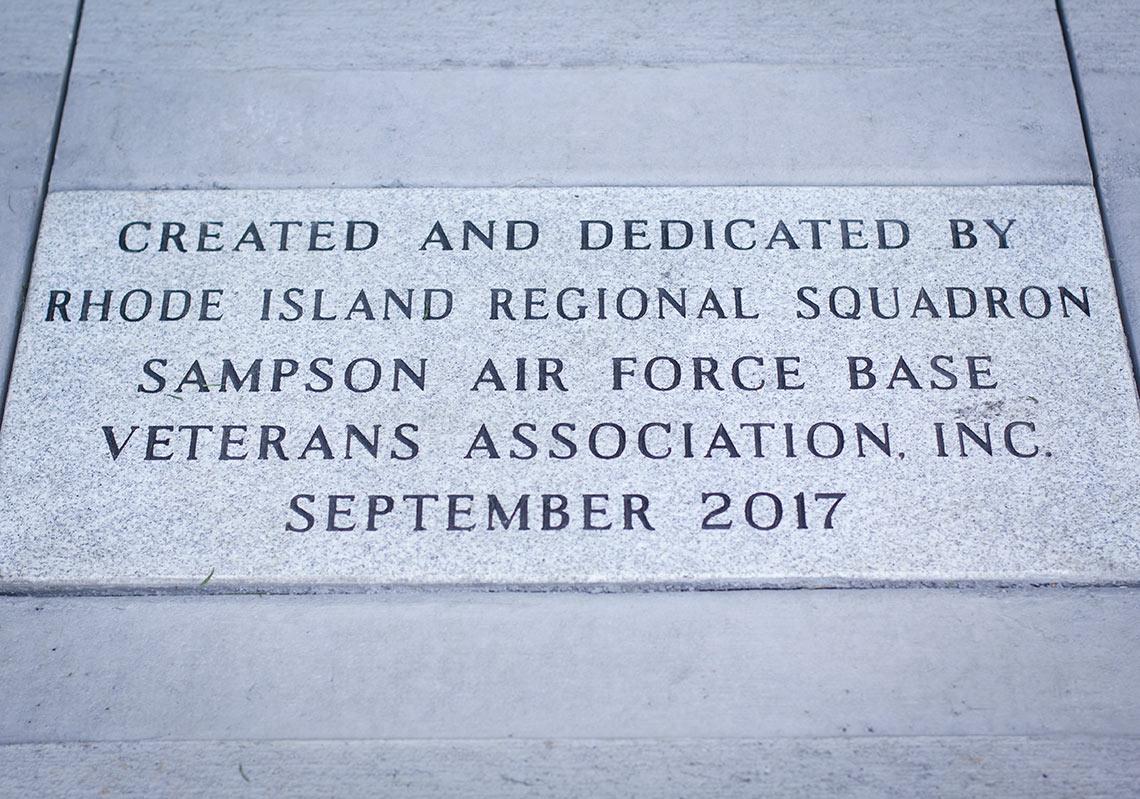 CREATED AND DEDICATED BY
RHODE ISLAND REGIONAL SQUADRON
SAMPSON AIR FORCE BASE
VETERANS ASSOCIATION, INC.
SEPTEMBER 2017